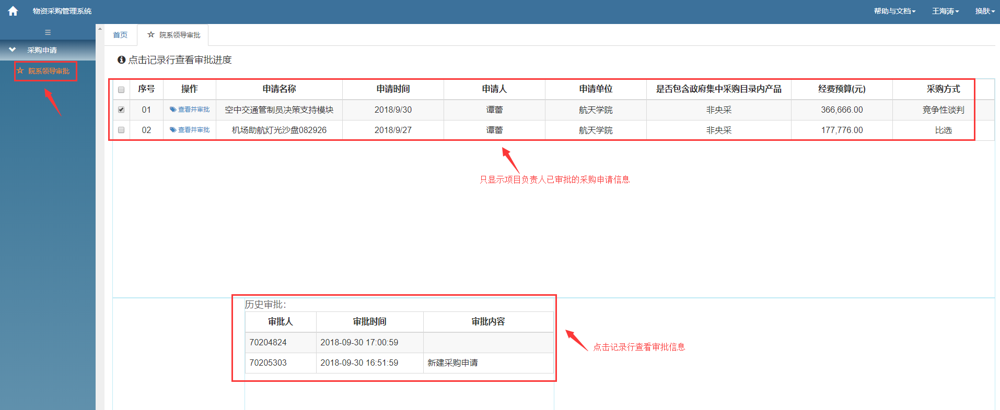 物资采购管理系统 帮助与文档 王海涛 换肤
首页 院系领导审批
采购申请
院系领导审批
点击记录行查看审批进度
序号 操作 申请名称 申请时间 申请人 申请单位 是否包含政府集中采购目录内产品 经费预算(元) 采购方式
01 查看并审批 空中交通管制员决策支持模块 2018/9/30 谭蕾 航天学院 非央采 366,666.00 竞争性谈判
02 查看并审批 机场助航灯光沙盘082926 2018/9/27 谭蕾 航天学院 非央采 177,776.00 比选
只显示项目负责人已审批的采购申请信息
历史审批:
审批人 审批时间 审批内容
70204824 2018-09-30 17:00:59
70205303 2018-09-30 16:51:59 新建采购申请
点击记录行查看审批信息